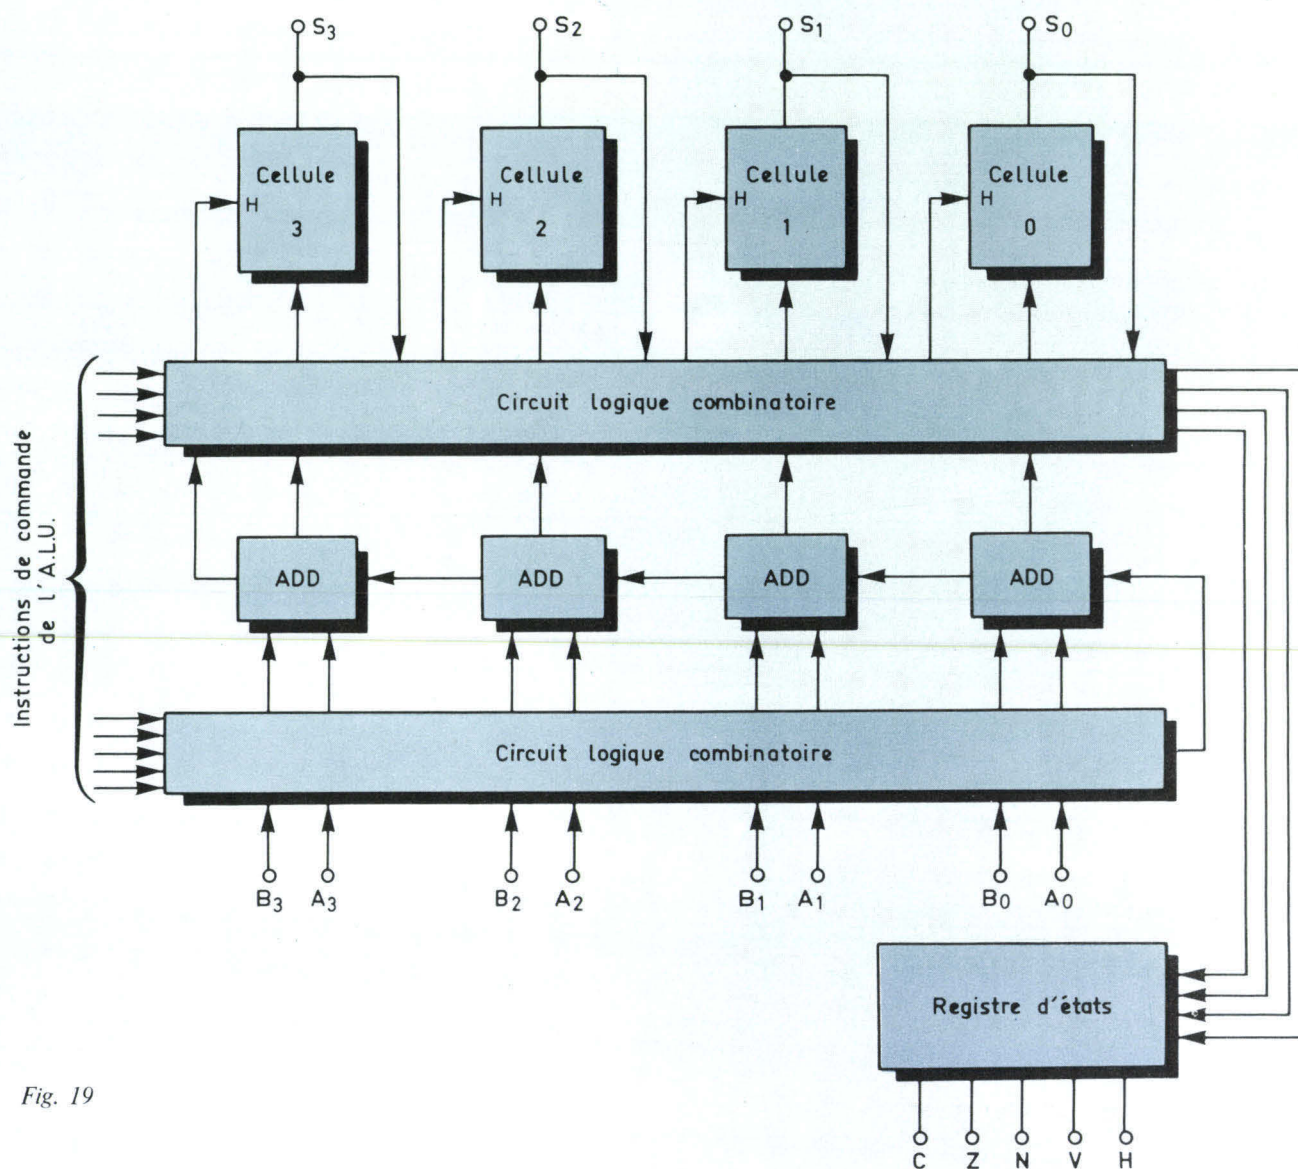 S3 S2 S1 S0
Cellule Cellule Cellule Cellule
H H H H
3 2 1 0
Circuit logique combinatoire
Instructions de commande
de l'A.L.U.
ADD ADD ADD ADD
Circuit logique combinatoire
B3 A3 B2 A2 B1 A1 B0 A0
Registre d'états
Fig. 19
C Z N V H